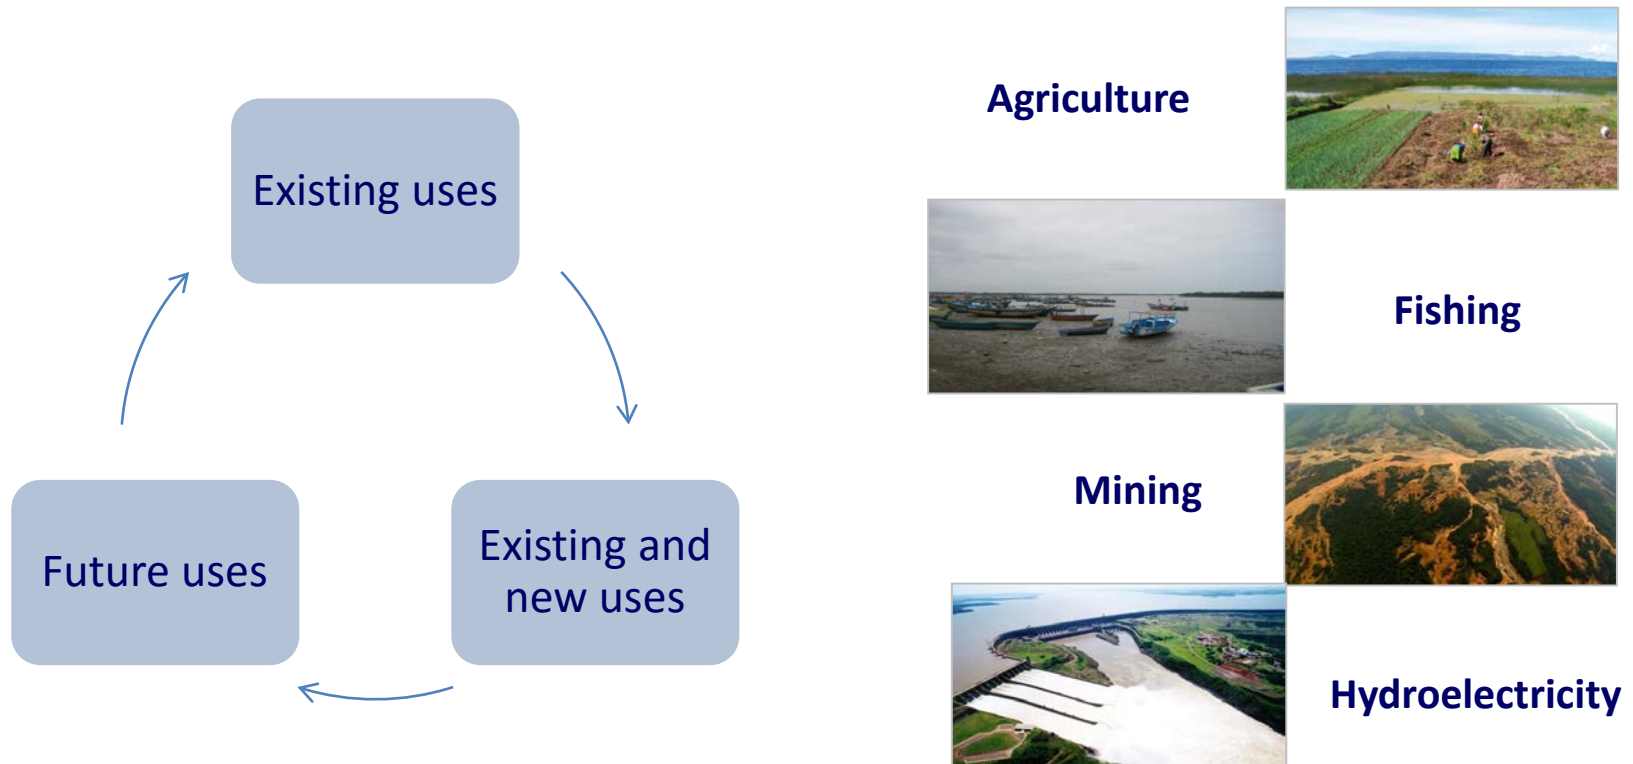 Existing uses
Existing and
new uses
Future uses
Agriculture
Fishing
Mining
Hydroelectricity